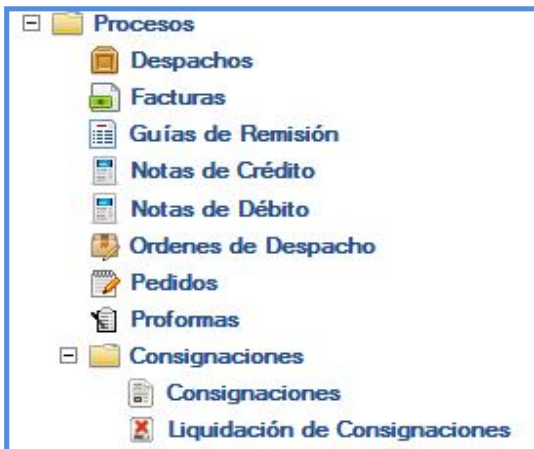 Procesos
Despachos
Facturas
Guías de Remisión
Notas de Crédito
Notas de Débito
Ordenes de Despacho
Pedidos
Proformas
Consignaciones
Consignaciones
Liquidación de Consignaciones